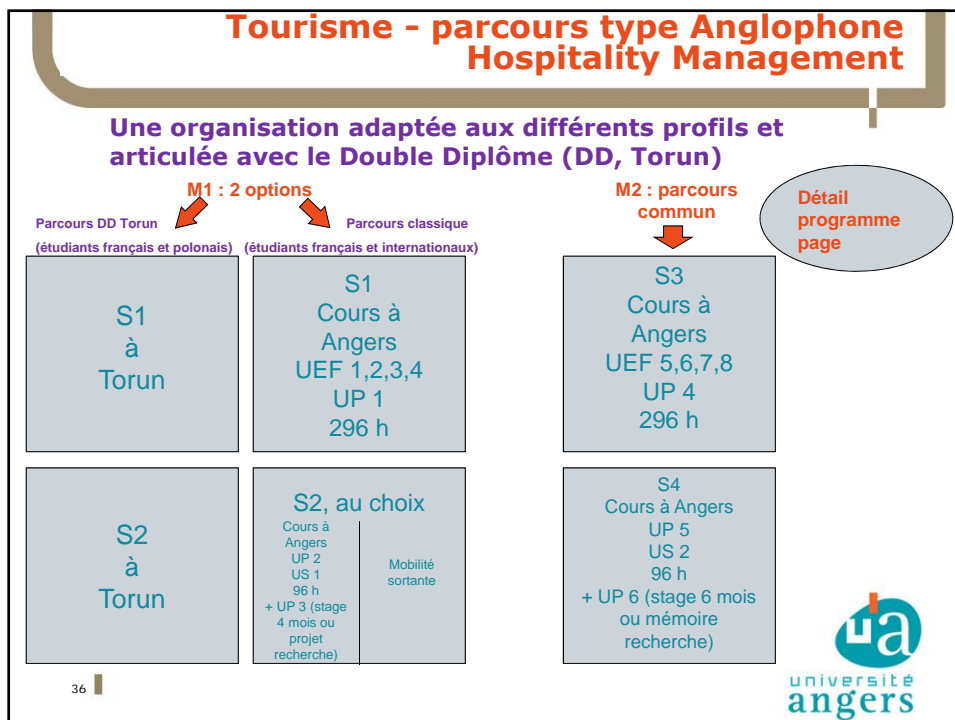 Tourisme - parcours type Anglophone
Hospitality Management
Une organisation adaptée aux différents profils et
articulée avec le Double Diplôme (DD, Torun)
M1 : 2 options
Parcours DD Torun
(étudiants français et polonais)
Parcours classique
(étudiants français et internationaux)
M2 : parcours
commun
Détail
programme
page
S1
à
Torun
S1
Cours à
Angers
UEF 1,2,3,4
UP 1
296 h
S3
Cours à
Angers
UEF 5,6,7,8
UP 4
296 h
S2
à
Torun
S2, au choix
Cours à
Angers
UP 2
US 1
96 h
+ UP 3 (stage
4 mois ou
projet
recherche)
Mobilité
sortante
S4
Cours à Angers
UP 5
US 2
96 h
+ UP 6 (stage 6 mois
ou mémoire
recherche)
36
ua
université
angers